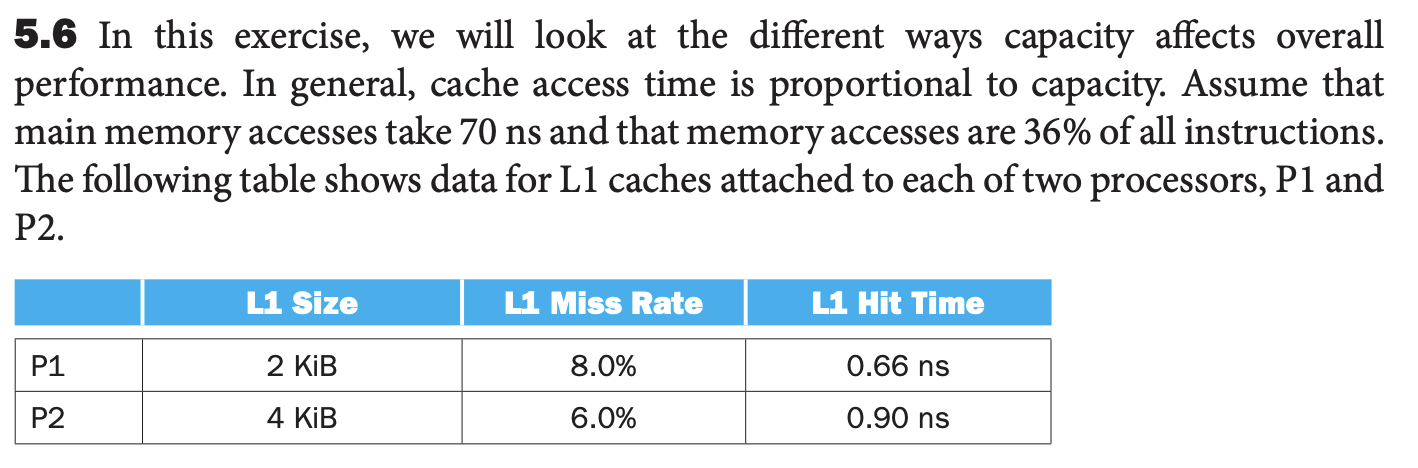 5.6 In this exercise, we will look at the different ways capacity affects overall
performance. In general, cache access time is proportional to capacity. Assume that
main memory accesses take 70 ns and that memory accesses are 36% of all instructions.
The following table shows data for L1 caches attached to each of two processors, P1 and
P2.
L1 Size L1 Miss Rate L1 Hit Time
P1 2 KiB 8.0% 0.66 ns
P2 4 KiB 6.0% 0.90 ns